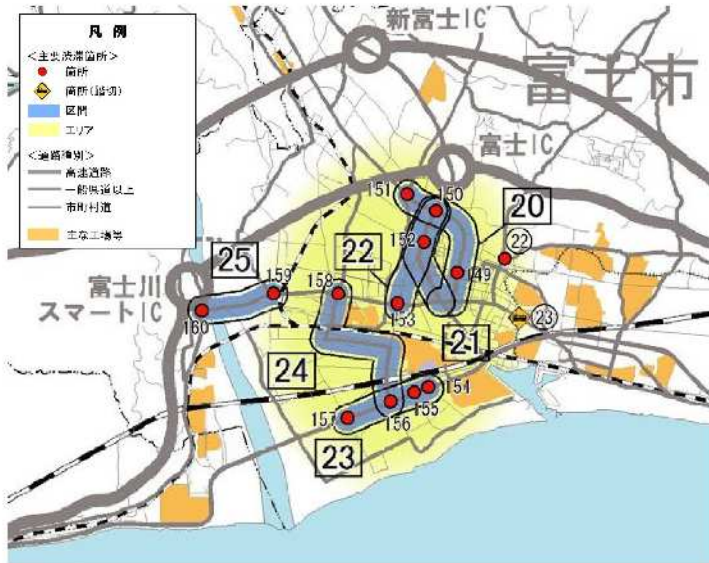 凡 例
＜主要渋滞箇所＞
箇所
箇所(踏切)
区間
エリア
＜道路種別＞
高速道路
一般県道以上
市町村道
主な工場等
新富士IC
富士市
富士IC
151
150
20
152
22
22
149
25
159
158
富士川
スマートIC
160
153
23
21
24
154
155
157
156
23